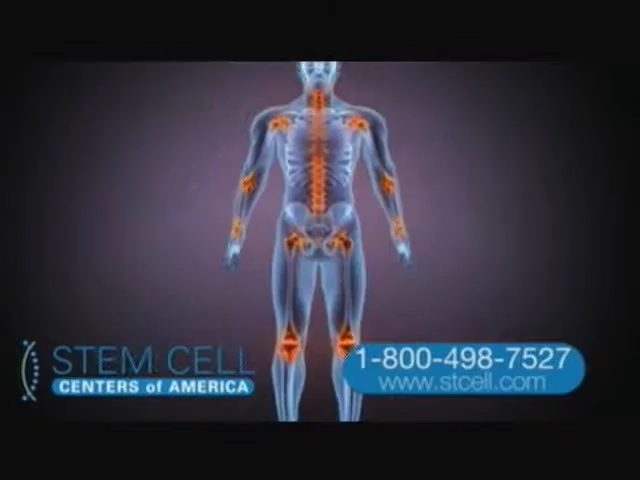 STEM CELL
CENTERS of AMERICA
1-800-498-7527
www.stcell.com